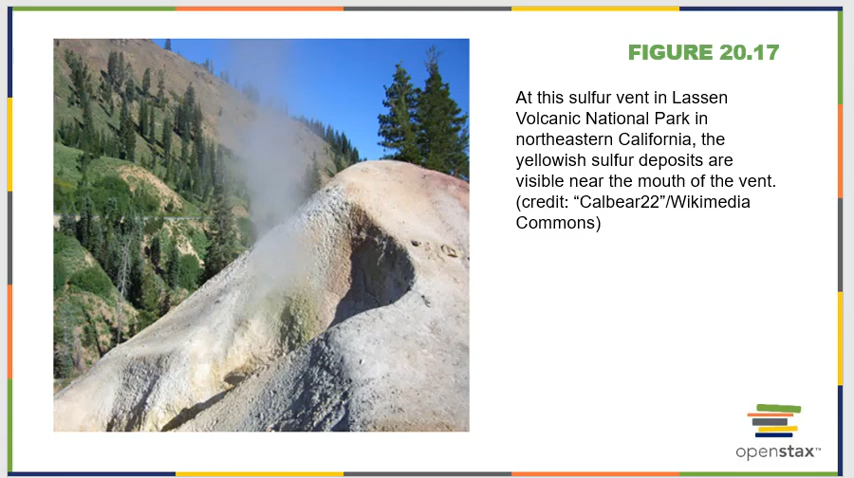 FIGURE 20.17
At this sulfur vent in Lassen
Volcanic National Park in
northeastern California, the
yellowish sulfur deposits are
visible near the mouth of the vent.
(credit: “Calbear22”/Wikimedia
Commons)
openstax™